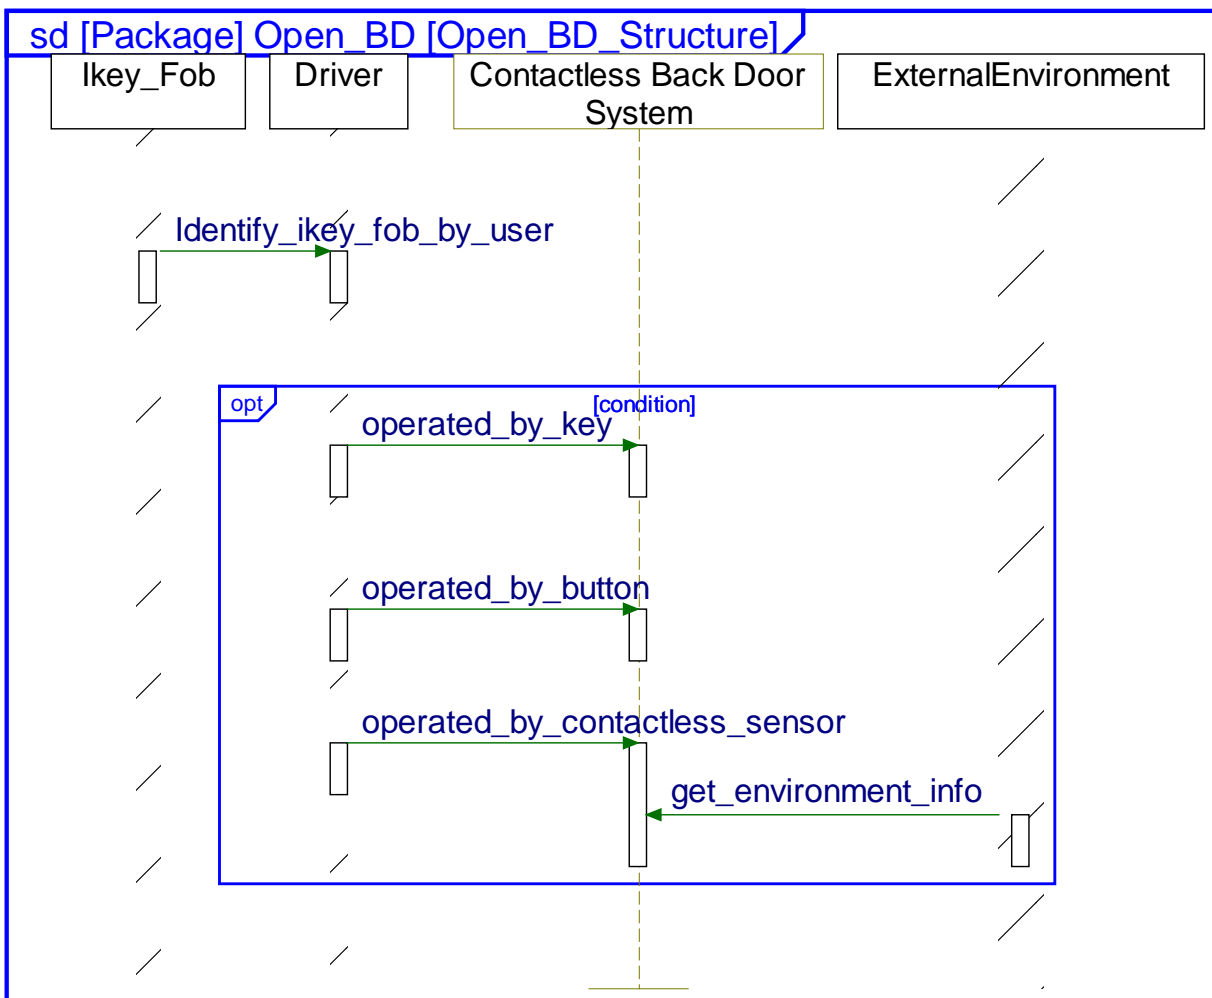 sd [Package] Open_BD [Open_BD_Structure]
Ikey_Fob
Driver
Contactless Back Door
System
ExternalEnvironment
Identify_ikey_fob_by_user
opt
[condition]
operated_by_key
operated_by_button
operated_by_contactless_sensor
get_environment_info